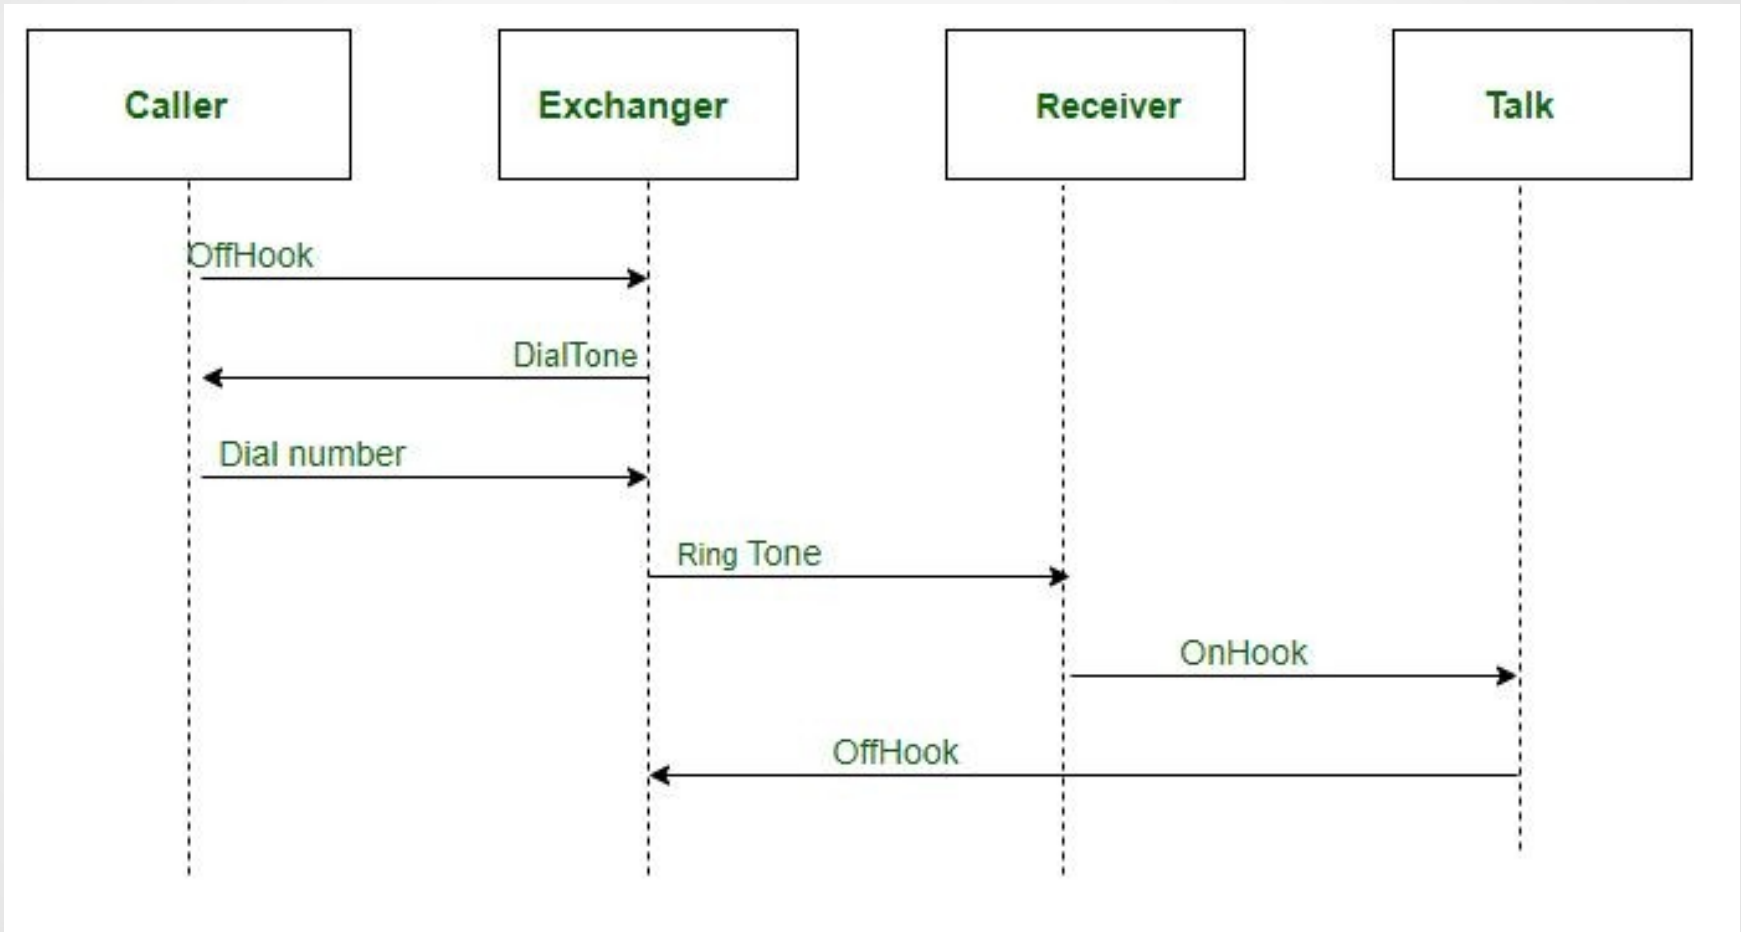 Caller
Exchanger
Receiver
Talk
OffHook
DialTone
Dial number
Ring Tone
OnHook
OffHook